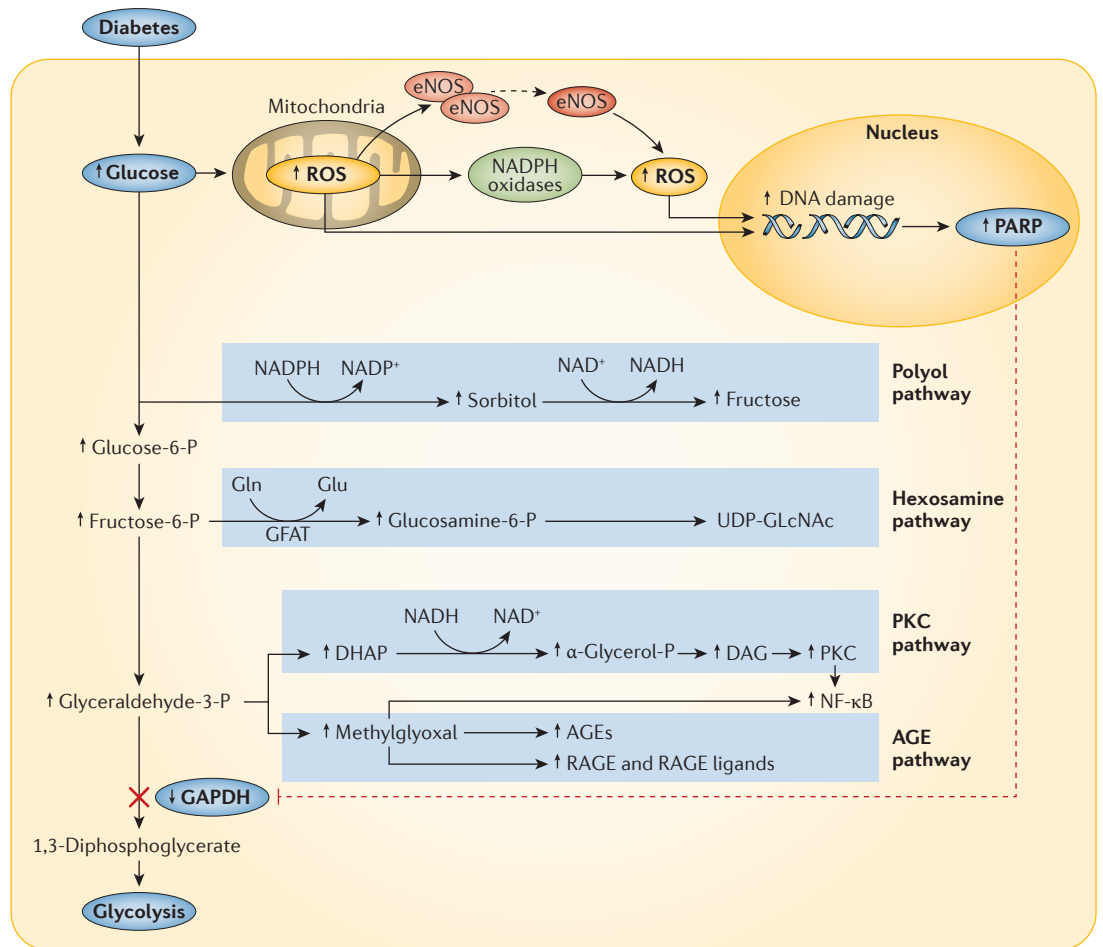 Diabetes
Mitochondria
eNOS
eNOS
eNOS
Nucleus
↑ Glucose
↑ ROS
NADPH
oxidases
↑ ROS
↑ DNA damage
↑ PARP
NADPH
NADP⁺
NAD⁺
NADH
Polyol
pathway
↑ Sorbitol
↑ Fructose
↑ Glucose-6-P
Gln
Glu
Hexosamine
pathway
↑ Fructose-6-P
GFAT
↑ Glucosamine-6-P
UDP-GLcNAc
NADH
NAD⁺
PKC
pathway
↑ DHAP
↑ α-Glycerol-P
↑ DAG
↑ PKC
↑ Glyceraldehyde-3-P
↑ NF-κB
↑ Methylglyoxal
↑ AGEs
AGE
pathway
↑ RAGE and RAGE ligands
↓ GAPDH
1,3-Diphosphoglycerate
Glycolysis